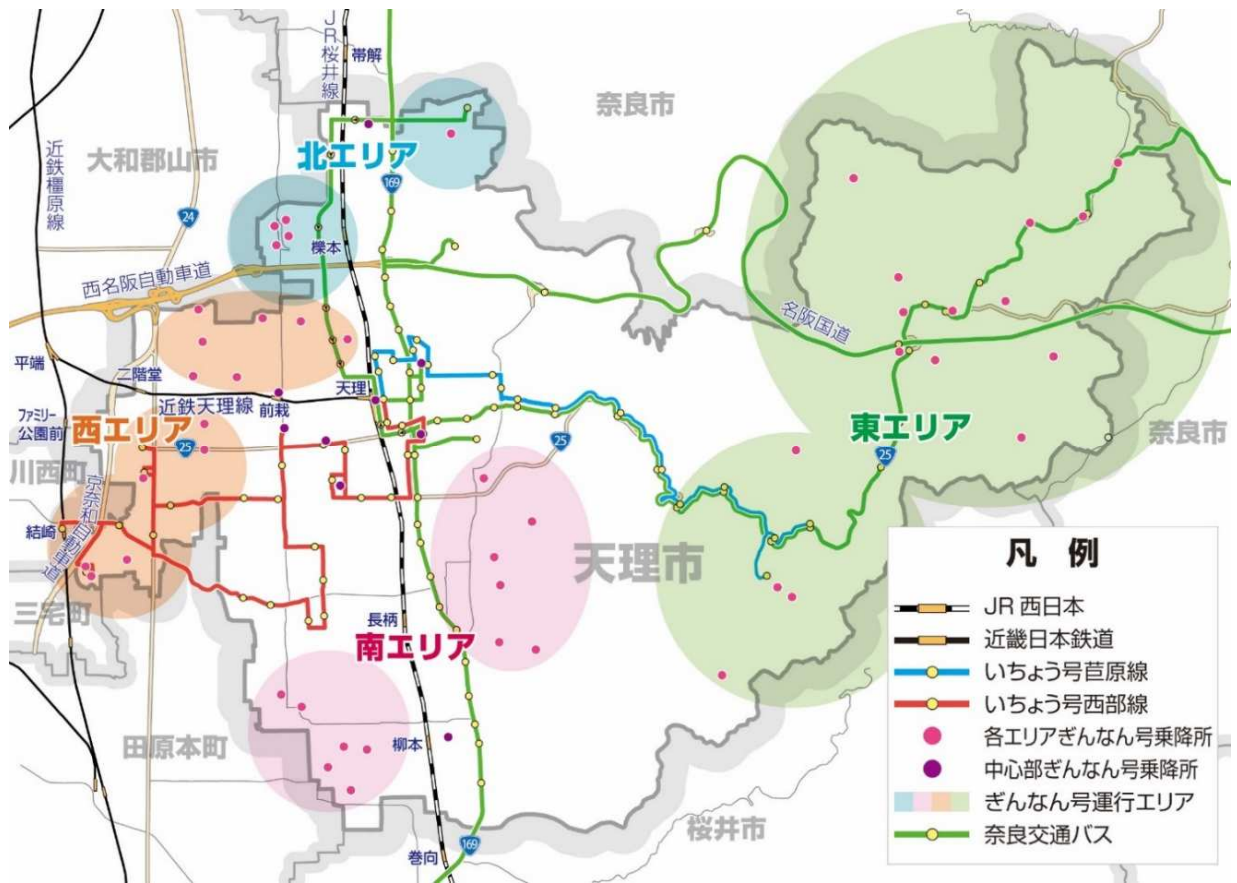 JR桜井線
帯解
奈良市
近鉄橿原線
大和郡山市
北エリア
169
24
櫟本
西名阪自動車道
名阪国道
平端
二階堂
天理
近鉄天理線
前栽
ファミリー
公園前
西エリア
25
東エリア
25
奈良市
川西町
京奈和自動車道
結崎
天理市
三宅町
長柄
南エリア
田原本町
柳本
桜井市
169
巻向
凡 例
JR西日本
近畿日本鉄道
いちょう号苣原線
いちょう号西部線
各エリアぎんなん号乗降所
中心部ぎんなん号乗降所
ぎんなん号運行エリア
奈良交通バス